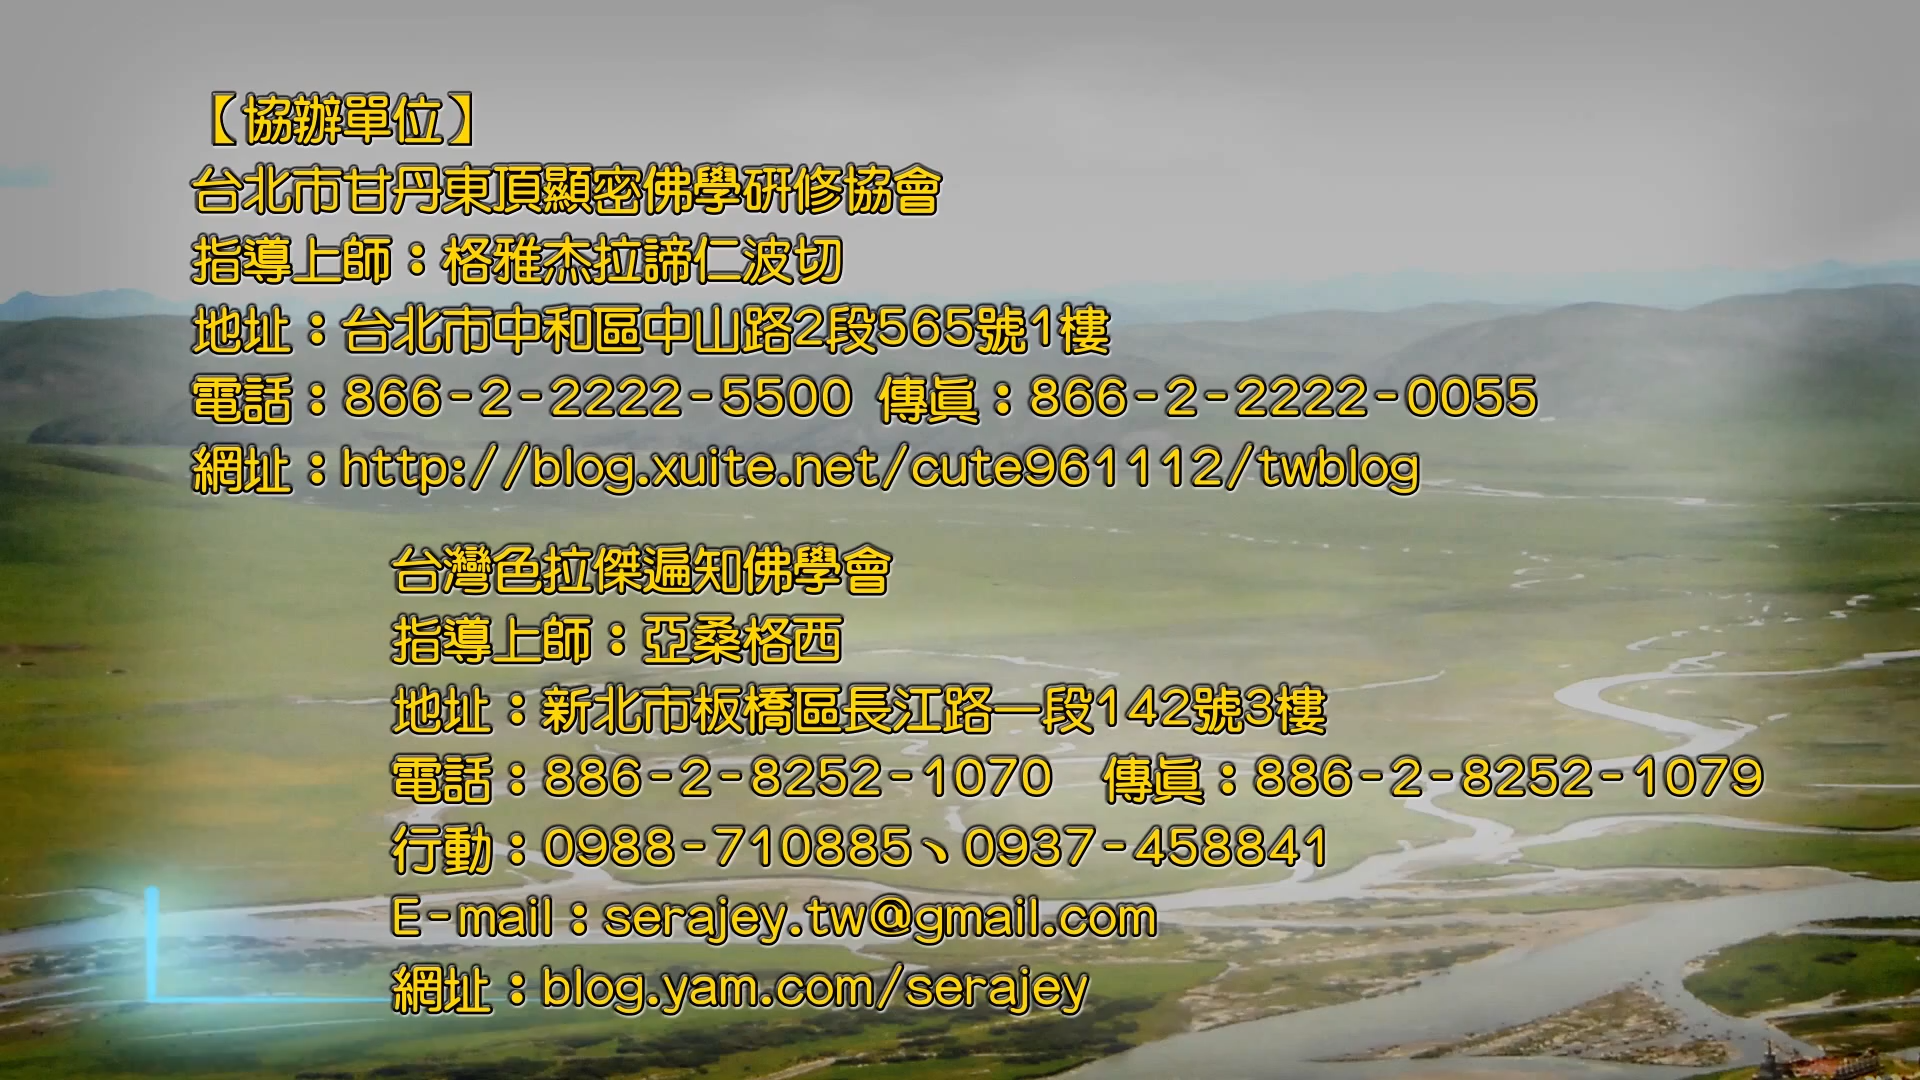 【協辦單位】
台北市甘丹東頂顯密佛學研修協會
指導上師：格雅杰拉諦仁波切
地址：台北市中和區中山路2段565號1樓
電話：866-2-2222-5500 傳真：866-2-2222-0055
網址：http://blog.xuite.net/cute961112/twblog
台灣色拉傑遍知佛學會
指導上師：亞桑格西
地址：新北市板橋區長江路一段142號3樓
電話：886-2-8252-1070 傳真：886-2-8252-1079
行動：0988-710885、0937-458841
E-mail：serajey.tw@gmail.com
網址：blog.yam.com/serajey